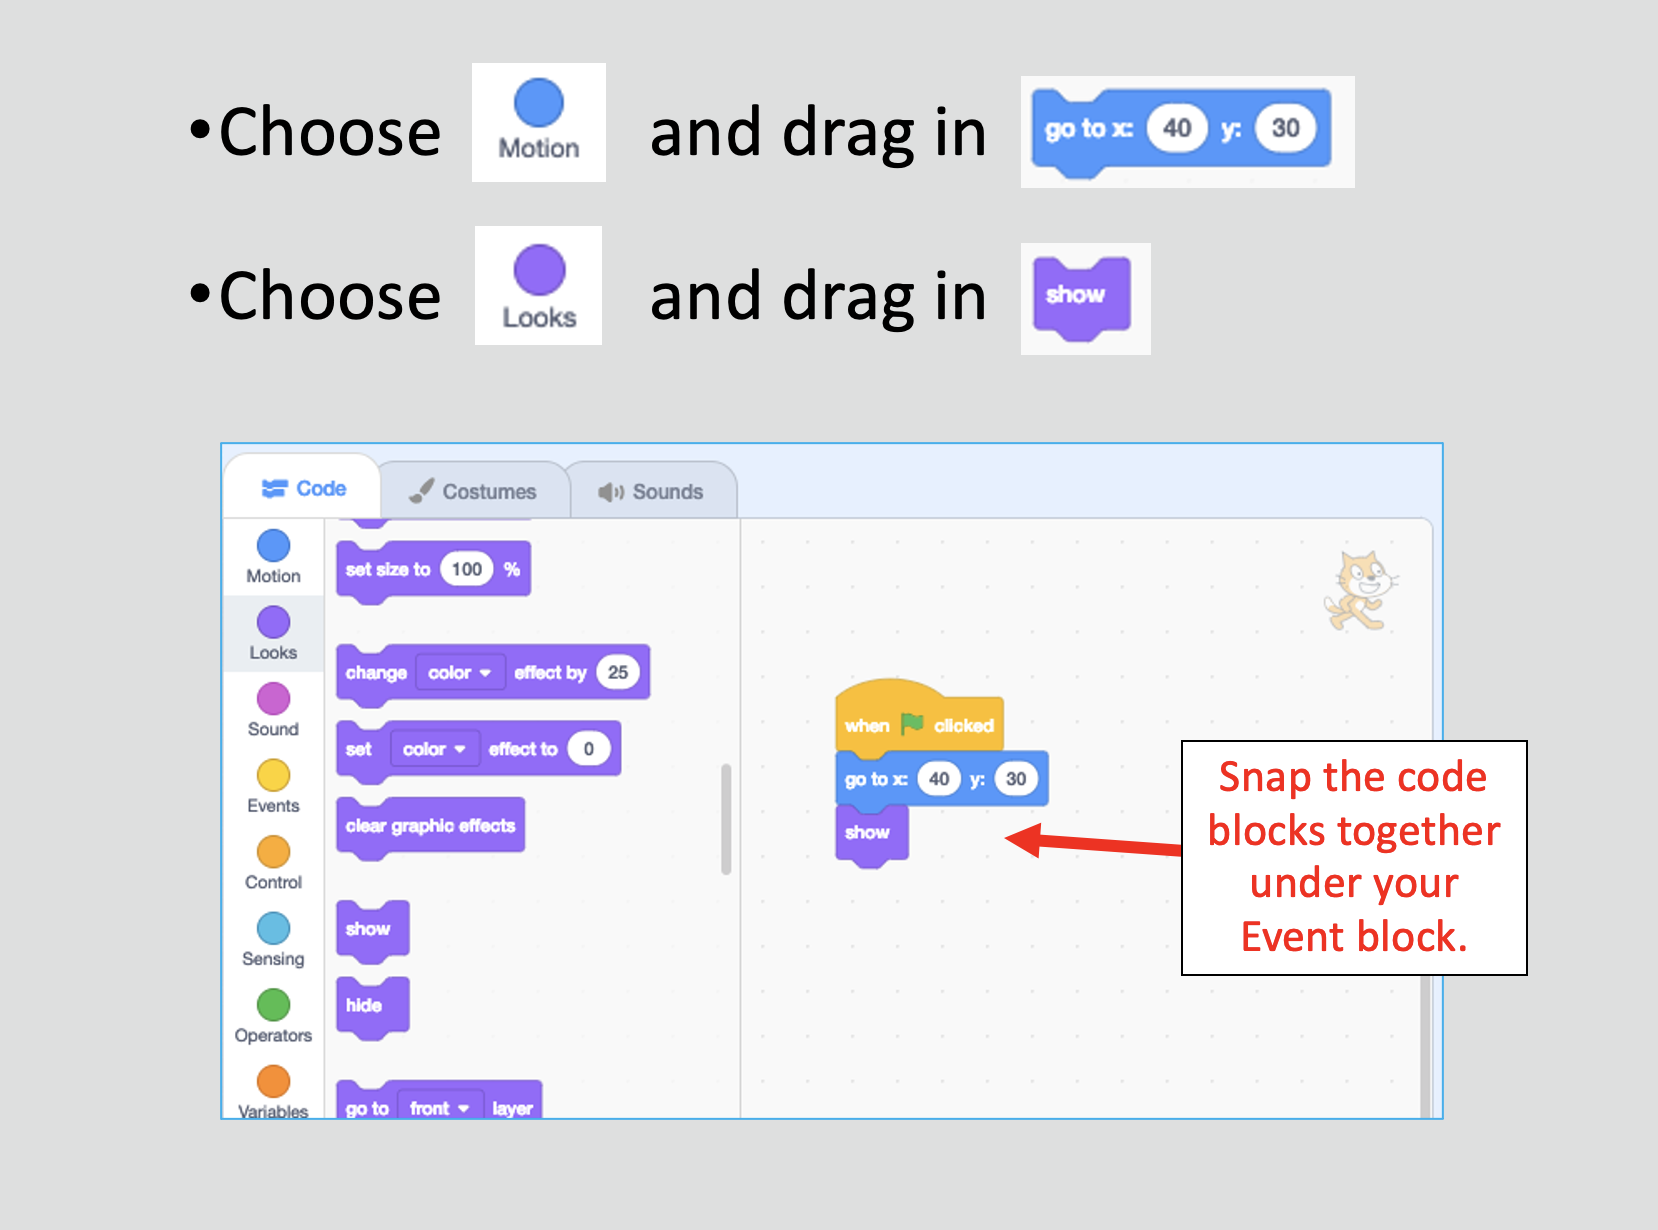 •Choose Motion and drag in go to x: 40 y: 30
•Choose Looks and drag in show
Code Costumes Sounds
Motion
Looks
Sound
Events
Control
Sensing
Operators
Variables
set size to 100 %
change color effect by 25
set color effect to 0
clear graphic effects
show
hide
go to front layer
when clicked
go to x: 40 y: 30
show
Snap the code
blocks together
under your
Event block.